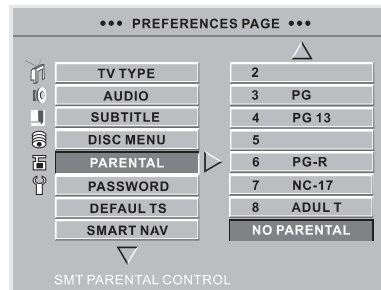 ••• PREFERENCES PAGE •••
TV TYPE
AUDIO
SUBTITLE
DISC MENU
PARENTAL
PASSWORD
DEFAUL TS
SMART NAV
2
3 PG
4 PG 13
5
6 PG-R
7 NC-17
8 ADUL T
NO PARENTAL
SMT PARENTAL CONTROL